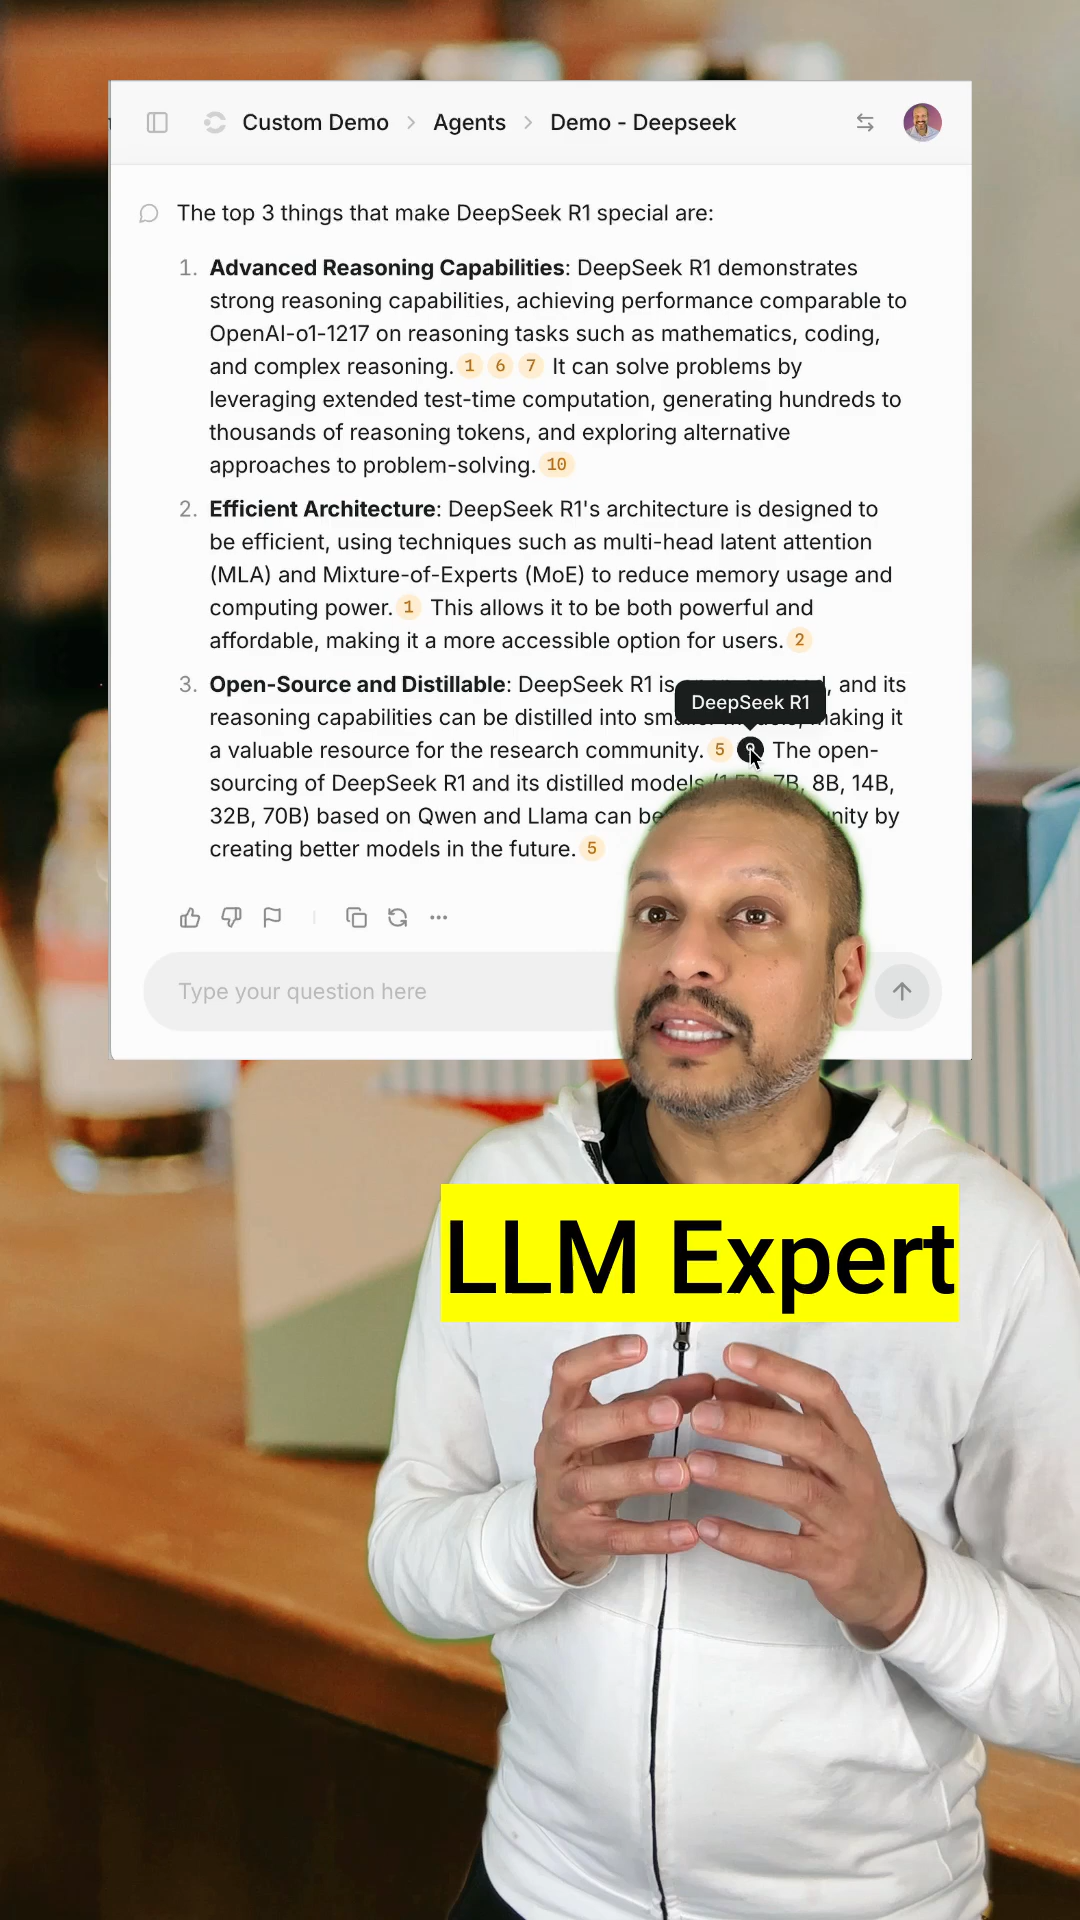 Custom Demo > Agents > Demo - Deepseek
The top 3 things that make DeepSeek R1 special are:
1. Advanced Reasoning Capabilities: DeepSeek R1 demonstrates
strong reasoning capabilities, achieving performance comparable to
OpenAI-o1-1217 on reasoning tasks such as mathematics, coding,
and complex reasoning. 1 6 7 It can solve problems by
leveraging extended test-time computation, generating hundreds to
thousands of reasoning tokens, and exploring alternative
approaches to problem-solving. 10
2. Efficient Architecture: DeepSeek R1's architecture is designed to
be efficient, using techniques such as multi-head latent attention
(MLA) and Mixture-of-Experts (MoE) to reduce memory usage and
computing power. 1 This allows it to be both powerful and
affordable, making it a more accessible option for users. 2
3. Open-Source and Distillable: DeepSeek R1 is , and its
DeepSeek R1
reasoning capabilities can be distilled into making it
a valuable resource for the research community. 5 The open-
sourcing of DeepSeek R1 and its distilled models 7B, 8B, 14B,
32B, 70B) based on Qwen and Llama can be by
creating better models in the future. 5
Type your question here
LLM Expert